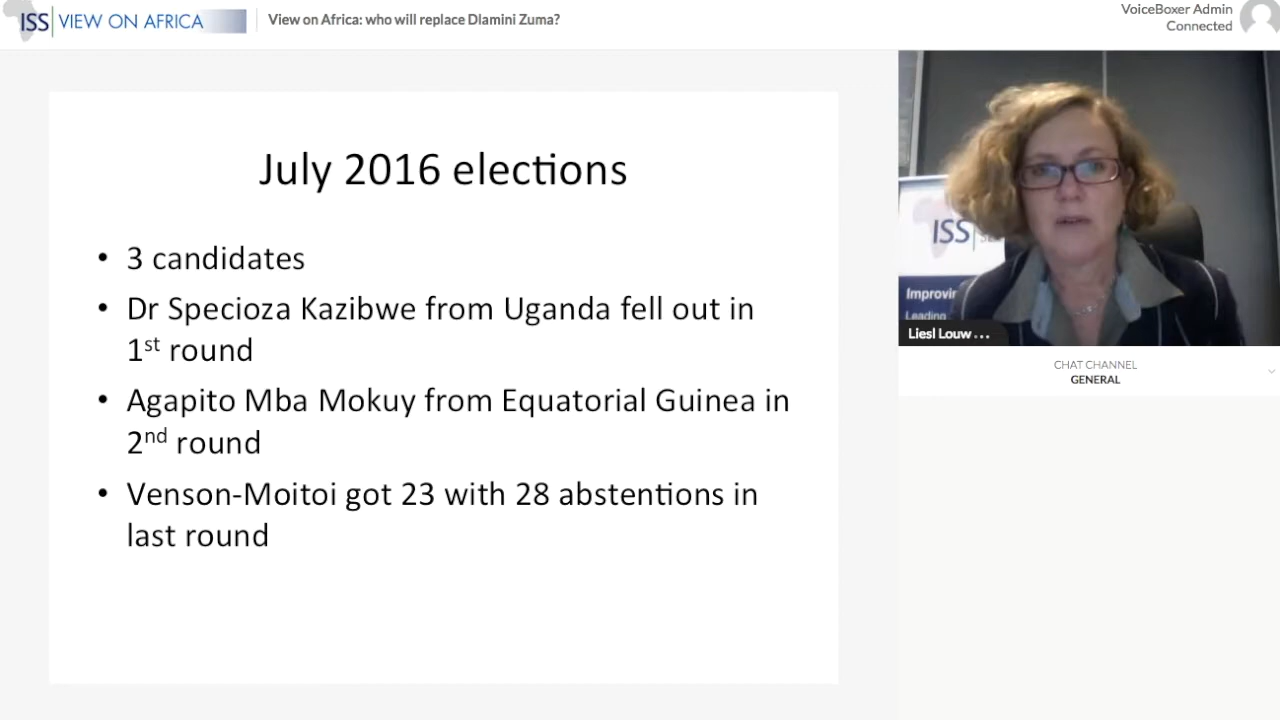 ISS VIEW ON AFRICA
View on Africa: who will replace Dlamini Zuma?
VoiceBoxer Admin
Connected
July 2016 elections
• 3 candidates
• Dr Specioza Kazibwe from Uganda fell out in
1st round
• Agapito Mba Mokuy from Equatorial Guinea in
2nd round
• Venson-Moitoi got 23 with 28 abstentions in
last round
ISS
Improvin
Leading
Liesl Louw ...
CHAT CHANNEL
GENERAL